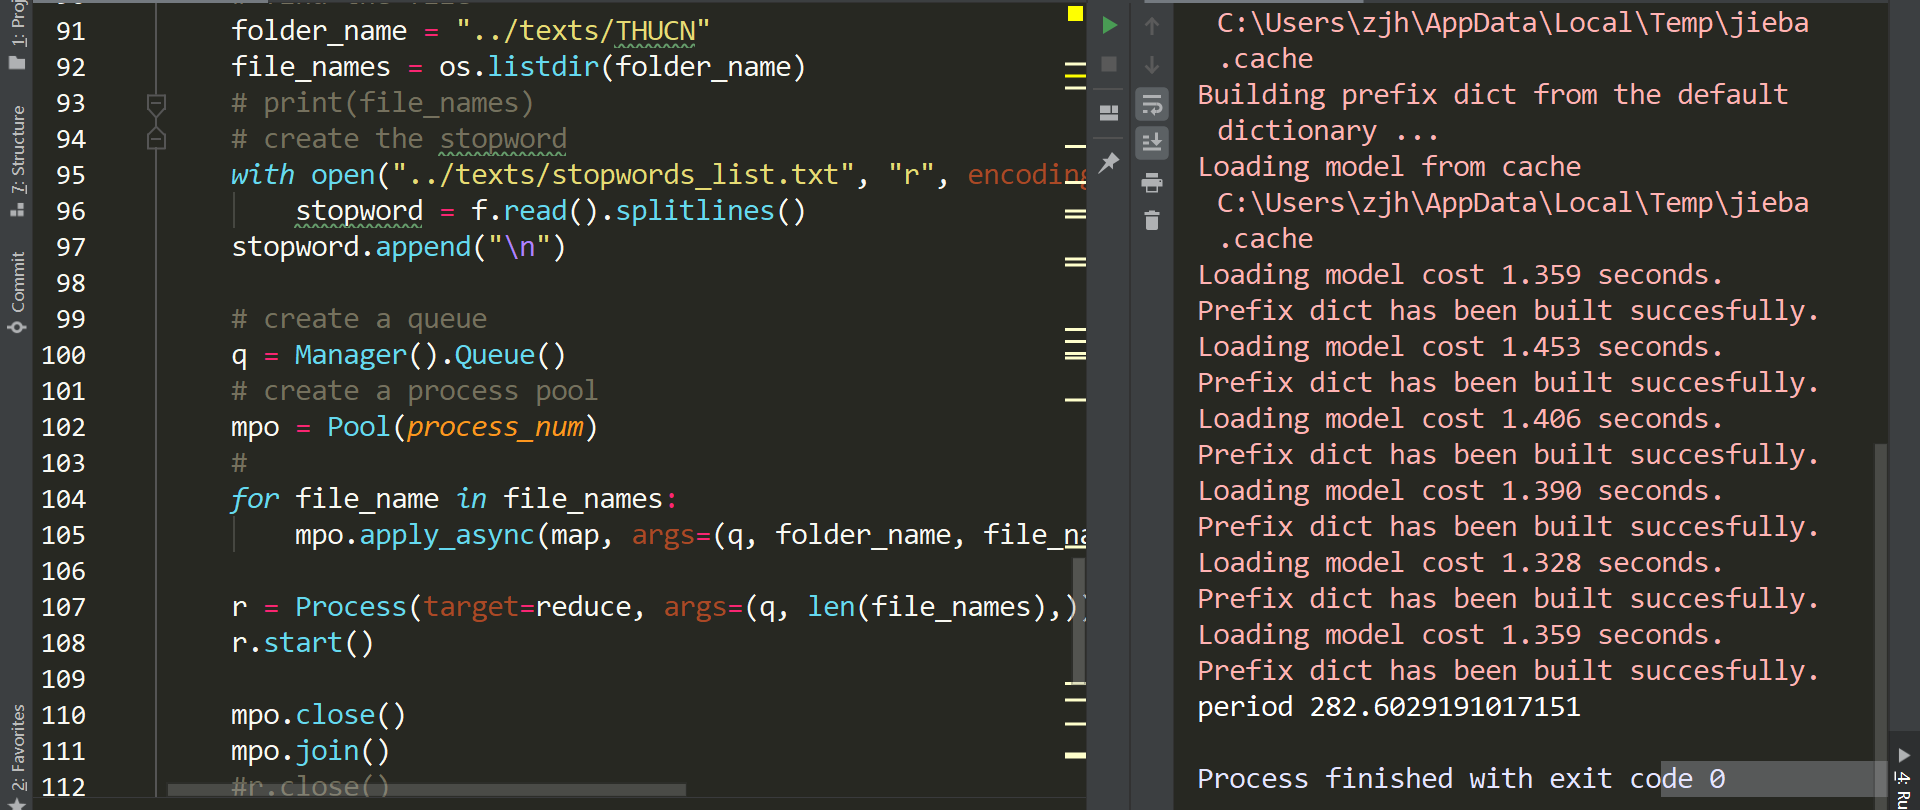 1: Proj
7: Structure
Commit
2: Favorites
91 folder_name = "../texts/THUCN"
92 file_names = os.listdir(folder_name)
93 # print(file_names)
94 # create the stopword
95 with open("../texts/stopwords_list.txt", "r", encoding
96 stopword = f.read().splitlines()
97 stopword.append("\n")
98
99 # create a queue
100 q = Manager().Queue()
101 # create a process pool
102 mpo = Pool(process_num)
103 #
104 for file_name in file_names:
105 mpo.apply_async(map, args=(q, folder_name, file_na
106
107 r = Process(target=reduce, args=(q, len(file_names),))
108 r.start()
109
110 mpo.close()
111 mpo.join()
112 #r.close()
C:\Users\zjh\AppData\Local\Temp\jieba
.cache
Building prefix dict from the default
dictionary ...
Loading model from cache
C:\Users\zjh\AppData\Local\Temp\jieba
.cache
Loading model cost 1.359 seconds.
Prefix dict has been built succesfully.
Loading model cost 1.453 seconds.
Prefix dict has been built succesfully.
Loading model cost 1.406 seconds.
Prefix dict has been built succesfully.
Loading model cost 1.390 seconds.
Prefix dict has been built succesfully.
Loading model cost 1.328 seconds.
Prefix dict has been built succesfully.
Loading model cost 1.359 seconds.
Prefix dict has been built succesfully.
period 282.6029191017151
Process finished with exit code 0
4: Ru